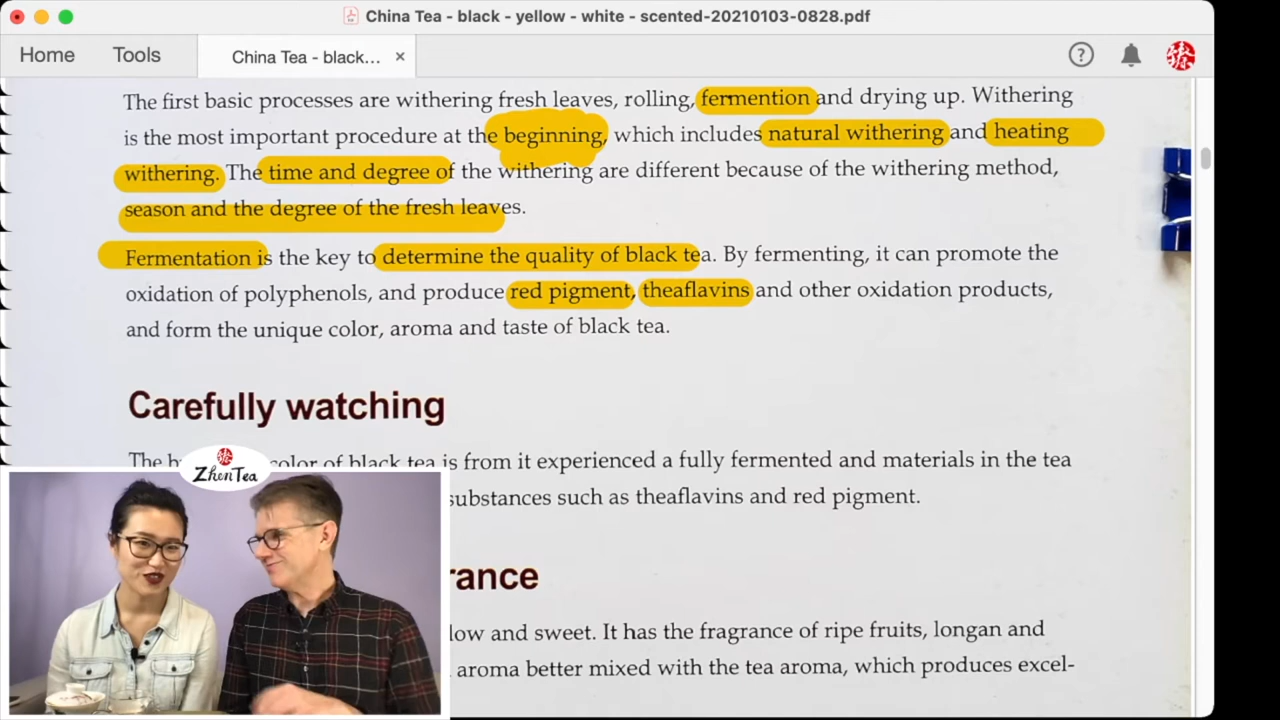 China Tea - black - yellow - white - scented-20210103-0828.pdf
Home Tools China Tea - black... ×
The first basic processes are withering fresh leaves, rolling, fermention and drying up. Withering
is the most important procedure at the beginning, which includes natural withering and heating
withering. The time and degree of the withering are different because of the withering method,
season and the degree of the fresh leaves.
Fermentation is the key to determine the quality of black tea. By fermenting, it can promote the
oxidation of polyphenols, and produce red pigment, theaflavins and other oxidation products,
and form the unique color, aroma and taste of black tea.
Carefully watching
The color of black tea is from it experienced a fully fermented and materials in the tea
substances such as theaflavins and red pigment.
ZhenTea
rance
low and sweet. It has the fragrance of ripe fruits, longan and
aroma better mixed with the tea aroma, which produces excel-